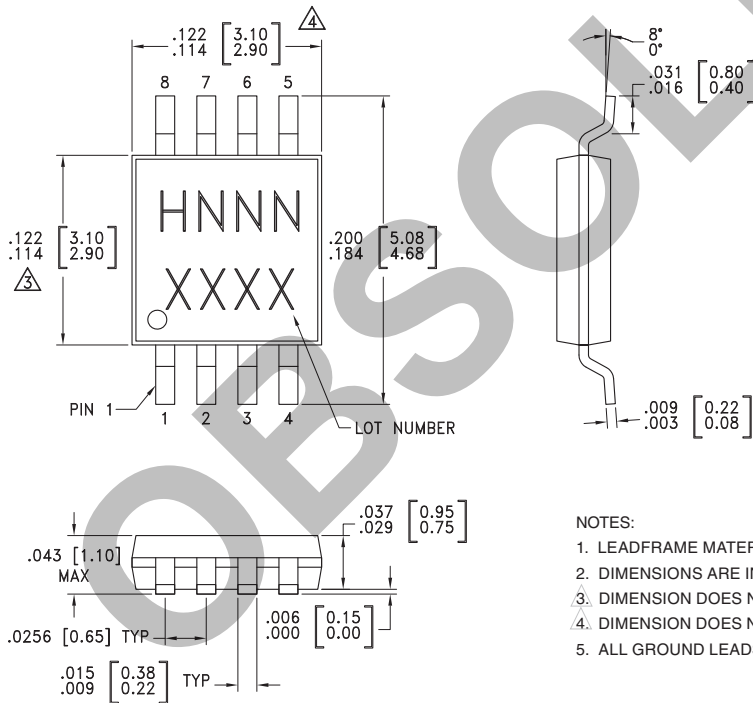 .122 [3.10]
.114 [2.90]
4
8 7 6 5
8°
0°
.031 [0.80]
.016 [0.40]
HNNN
XXXX
.122 [3.10]
.114 [2.90]
3
.200 [5.08]
.184 [4.68]
PIN 1
1 2 3 4
LOT NUMBER
.009 [0.22]
.003 [0.08]
.037 [0.95]
.029 [0.75]
.043 [1.10]
MAX
.0256 [0.65] TYP
.006 [0.15]
.000 [0.00]
.015 [0.38]
.009 [0.22]
TYP
NOTES:
1. LEADFRAME
2. DIMENSIONS ARE
3. DIMENSION DOES
4. DIMENSION DOES
5. ALL GROUND
OBSOL